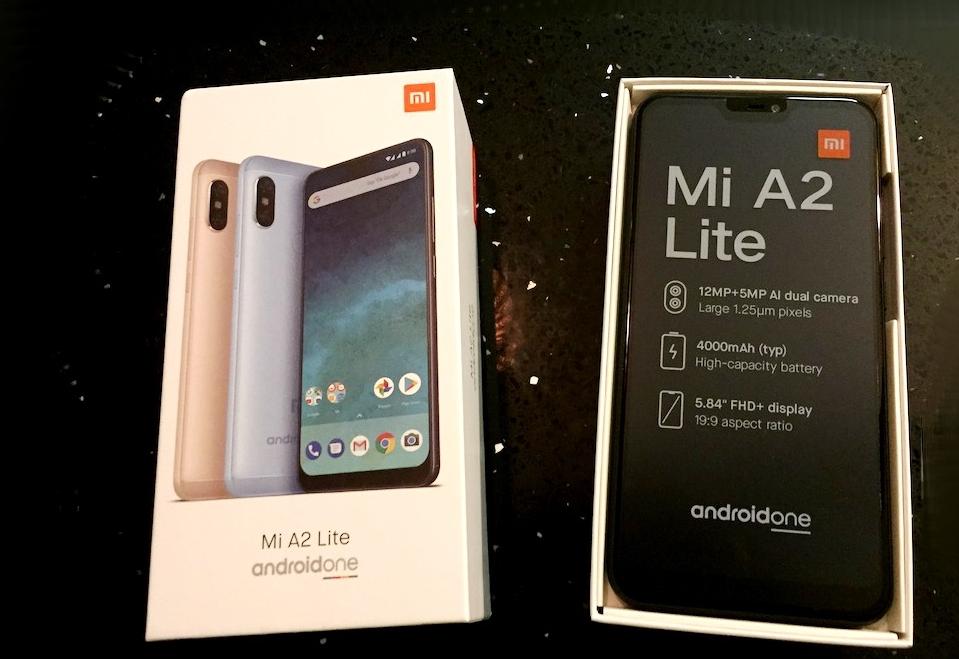 mi
Mi A2 Lite
androidone
mi
Mi A2
Lite
12MP+5MP AI dual camera
Large 1.25μm pixels
4000mAh (typ)
High-capacity battery
5.84" FHD+ display
19:9 aspect ratio
androidone